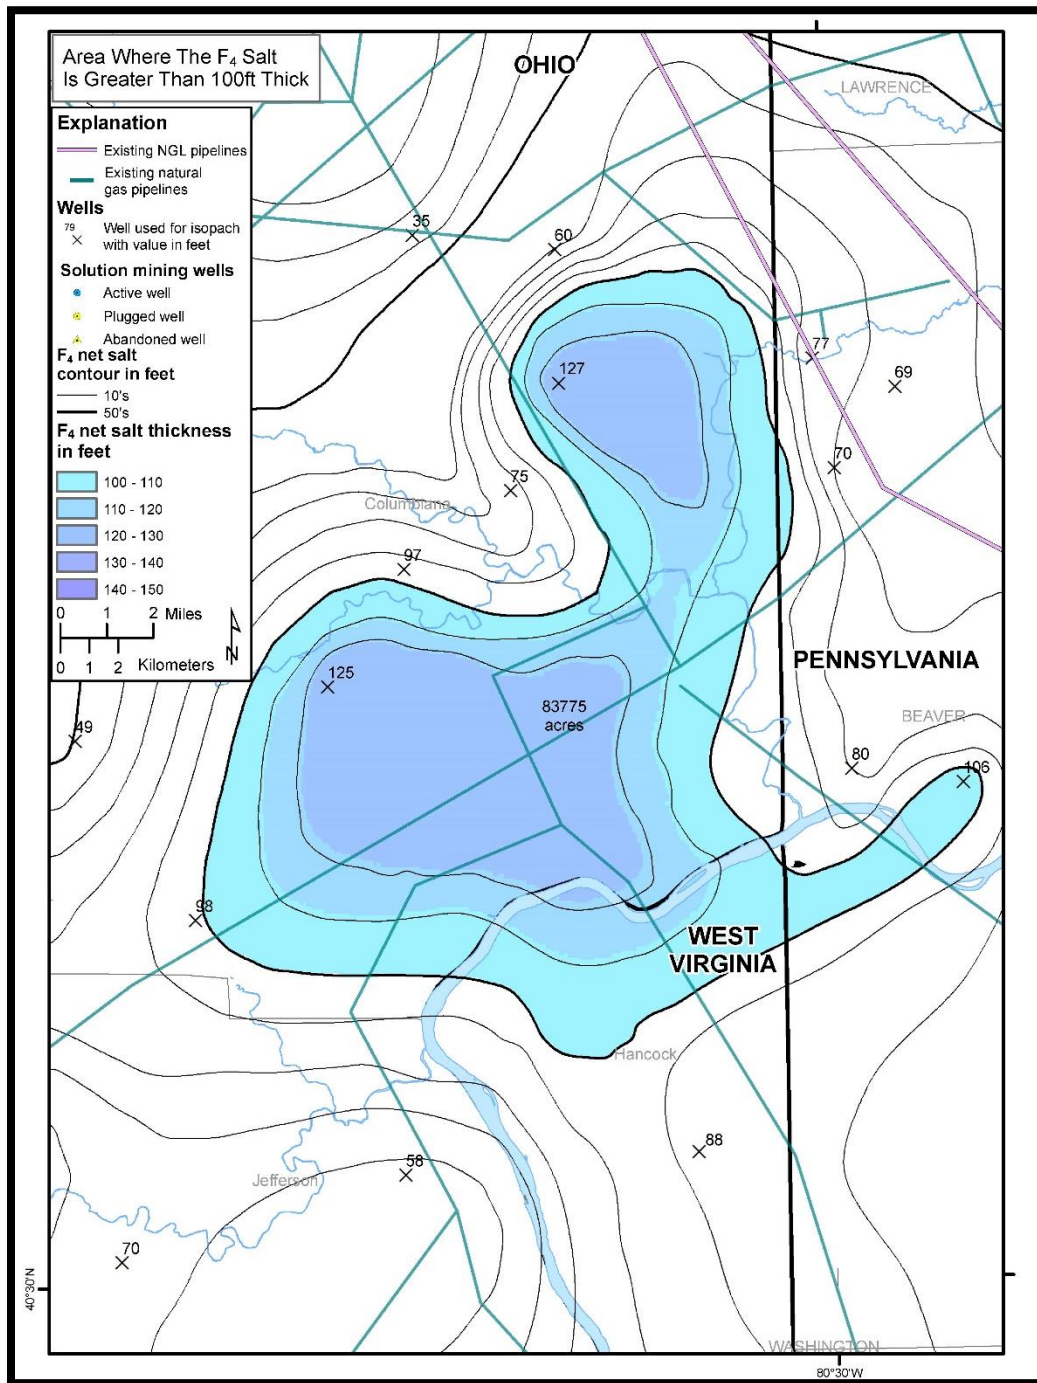 Area Where The F₄ Salt
Is Greater Than 100ft Thick
Explanation
Existing NGL pipelines
Existing natural
gas pipelines
Wells
79
Well used for isopach
with value in feet
Solution mining wells
Active well
Plugged well
Abandoned well
F₄ net salt
contour in feet
10's
50's
F₄ net salt thickness
in feet
100 - 110
110 - 120
120 - 130
130 - 140
140 - 150
0 1 2 Miles
0 1 2 Kilometers
N
OHIO
LAWRENCE
35
60
77
127
69
70
75
Columbiana
97
PENNSYLVANIA
125
83775
acres
BEAVER
49
80
106
98
WEST
VIRGINIA
Hancock
88
58
Jefferson
70
40°30'N
WASHINGTON
80°30'W